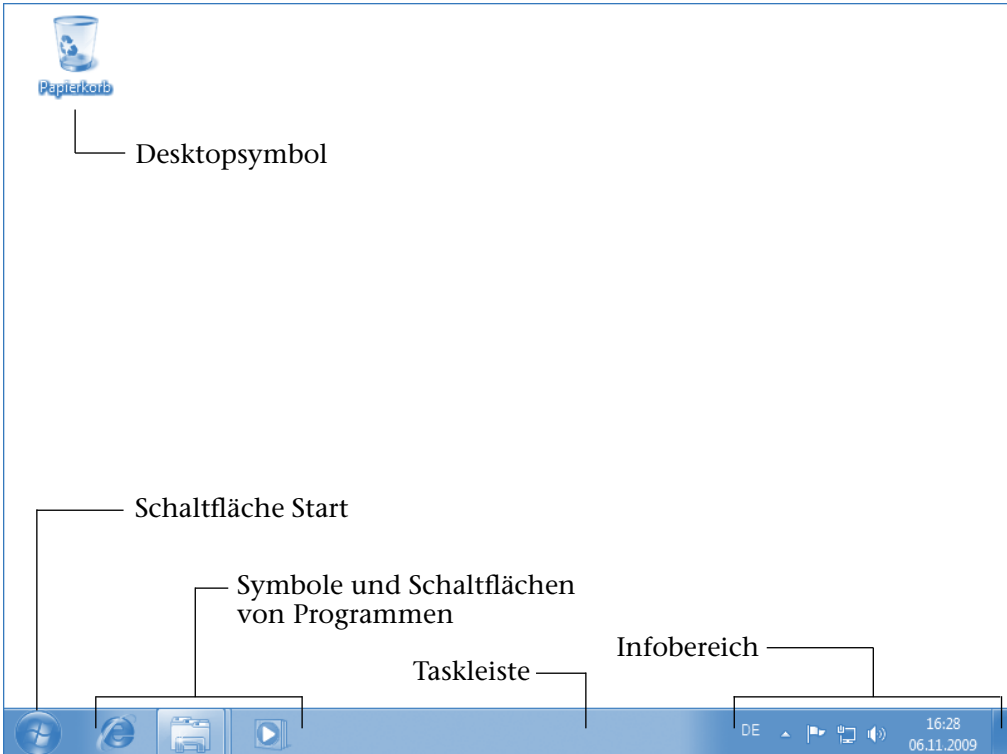 Papierkorb
Desktopsymbol
Schaltfläche Start
Symbole und Schaltflächen
von Programmen
Infobereich
Taskleiste
DE
16:28
06.11.2009